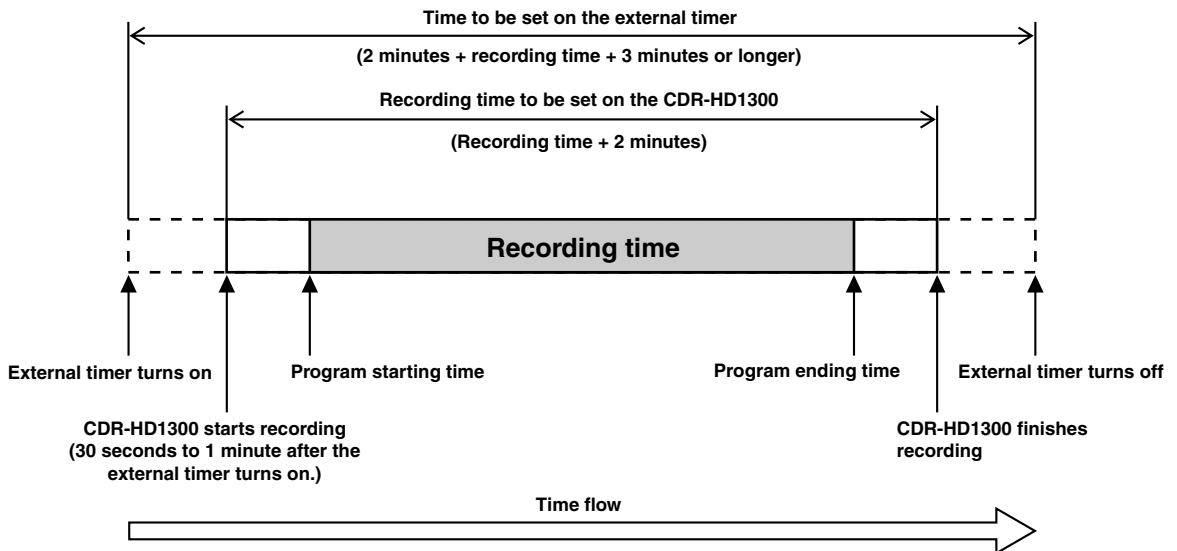 Time to be set on the external timer
(2 minutes + recording time + 3 minutes or longer)
Recording time to be set on the CDR-HD1300
(Recording time + 2 minutes)
Recording time
External timer turns on
Program starting time
Program ending time
External timer turns off
CDR-HD1300 starts recording
(30 seconds to 1 minute after the
external timer turns on.)
CDR-HD1300 finishes
recording
Time flow